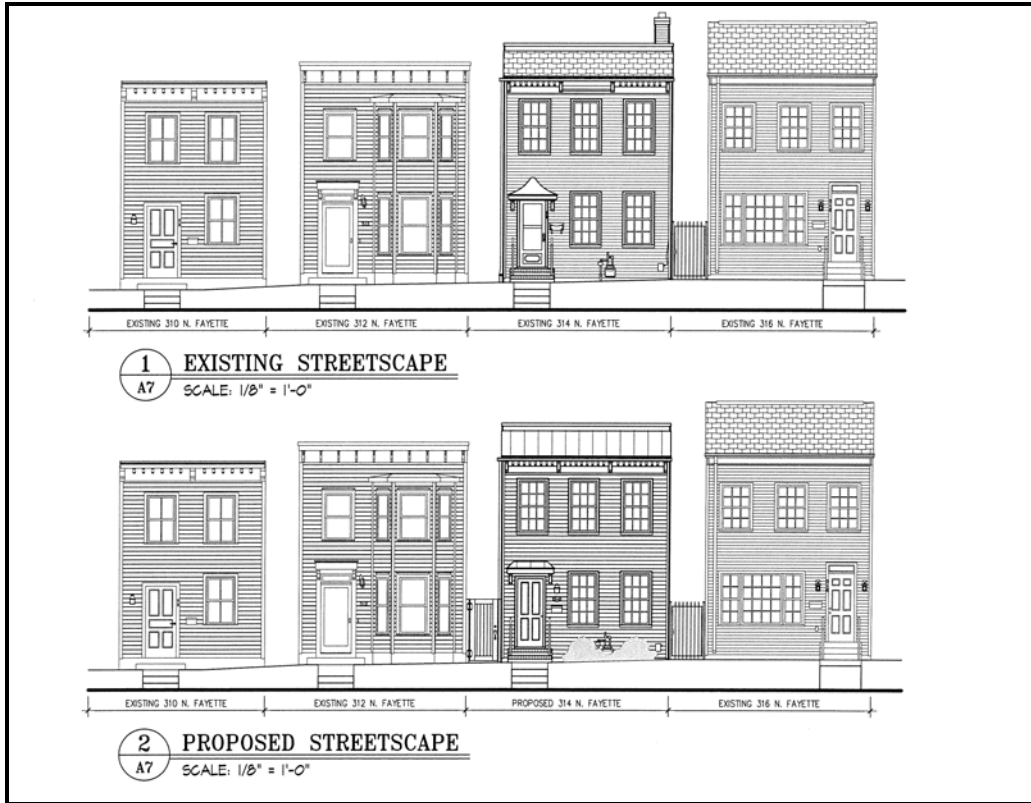 EXISTING 310 N. FAYETTE EXISTING 312 N. FAYETTE EXISTING 314 N. FAYETTE EXISTING 316 N. FAYETTE
1 EXISTING STREETSCAPE
A7 SCALE: 1/8" = 1'-0"
EXISTING 310 N. FAYETTE EXISTING 312 N. FAYETTE PROPOSED 314 N. FAYETTE EXISTING 316 N. FAYETTE
2 PROPOSED STREETSCAPE
A7 SCALE: 1/8" = 1'-0"